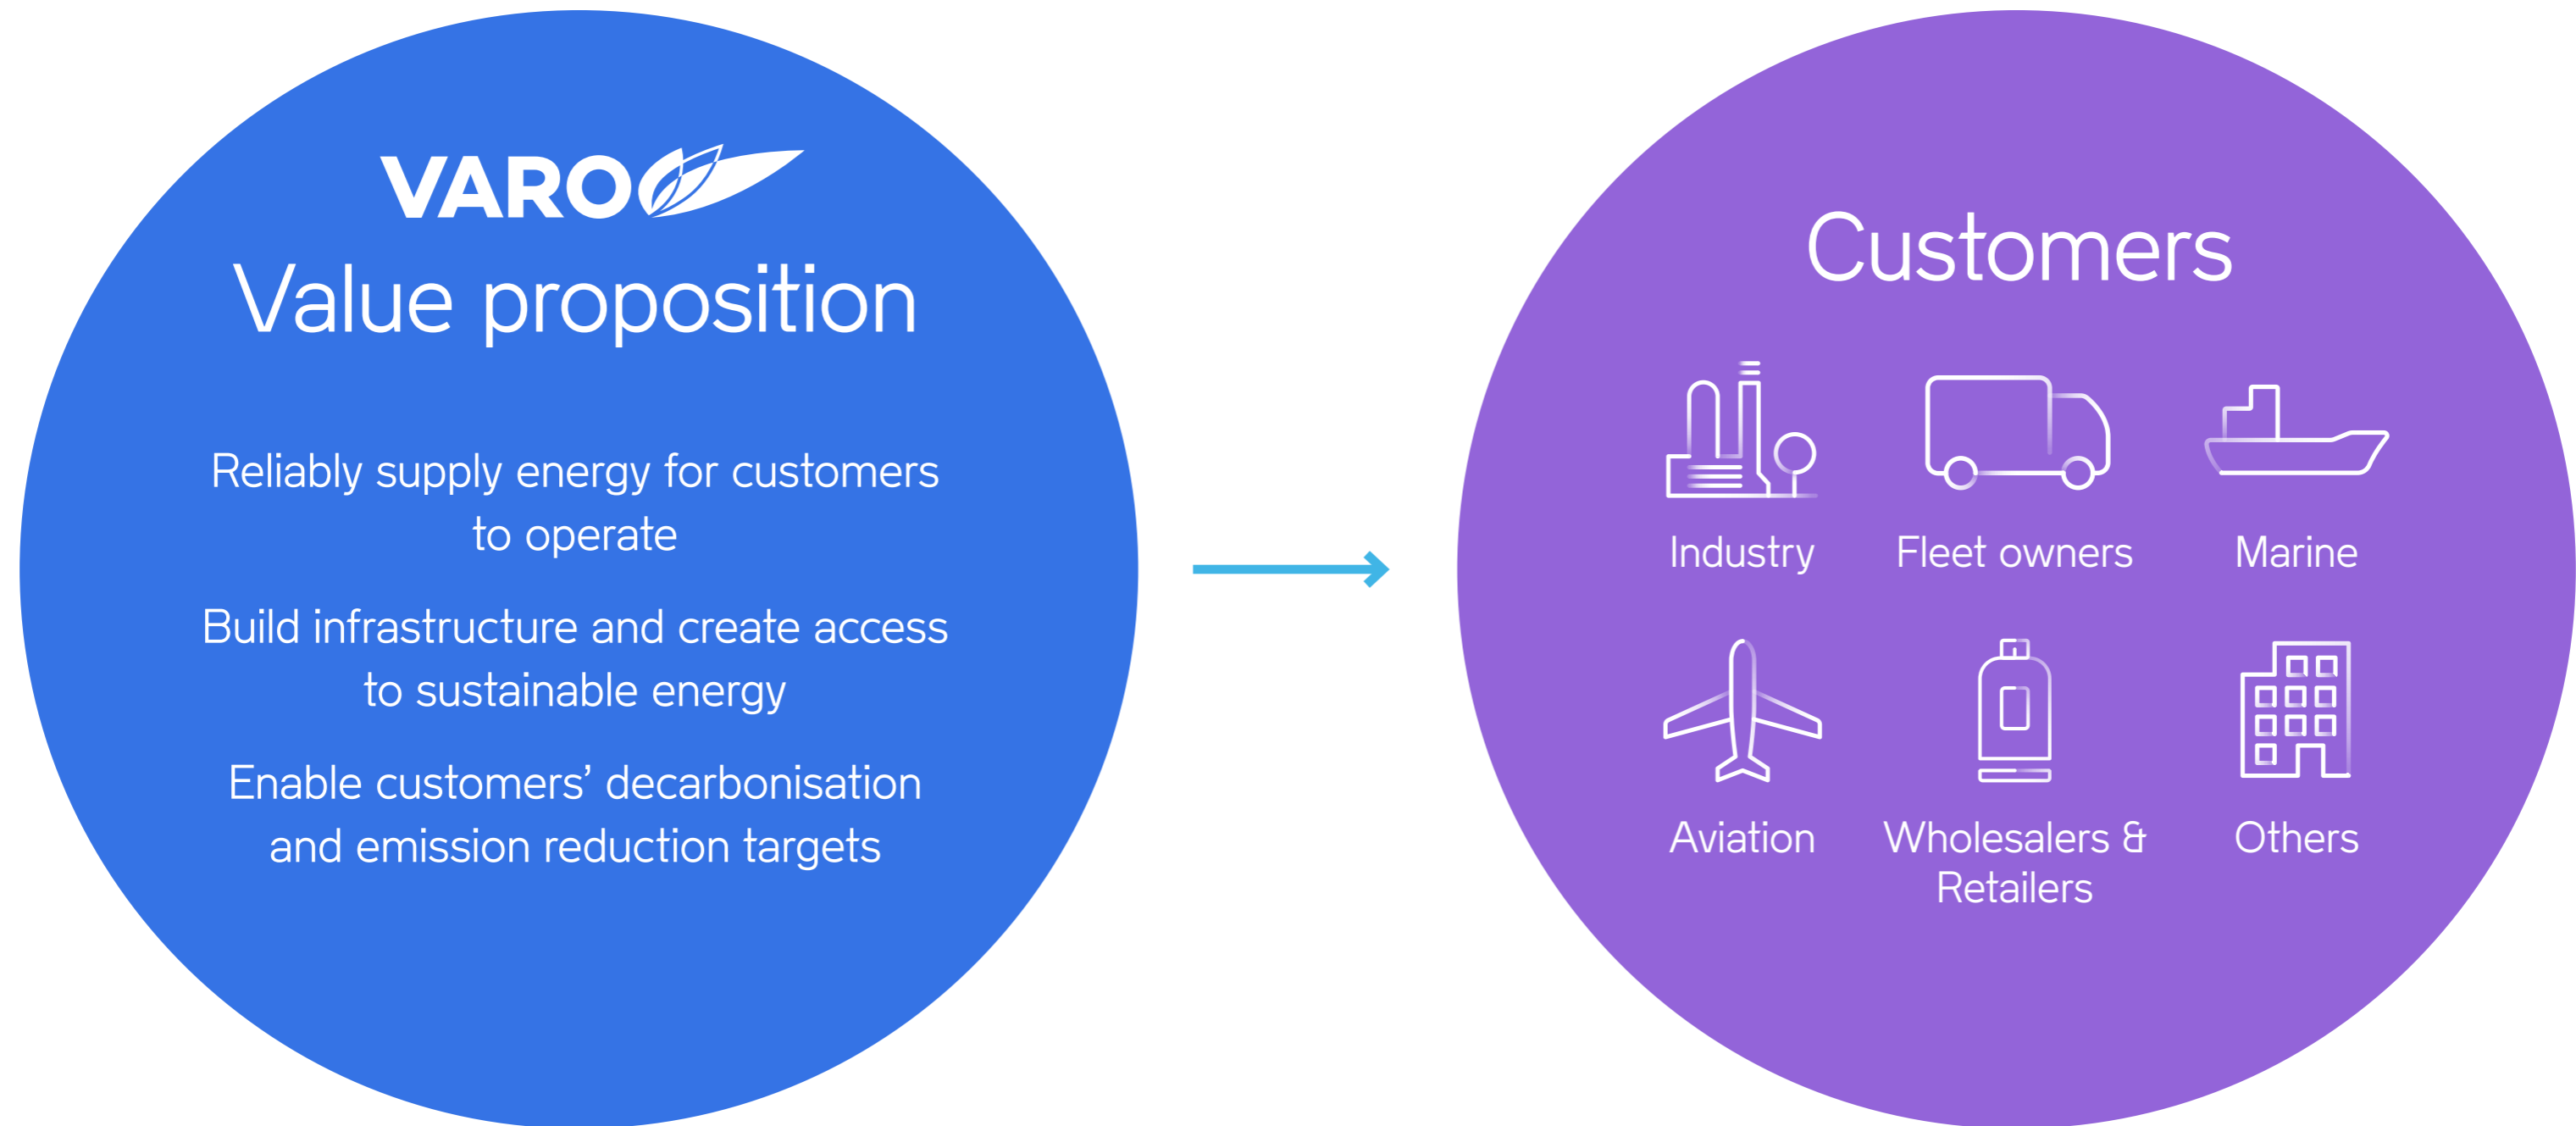 VARO
Value proposition
Reliably supply energy for customers
to operate
Build infrastructure and create access
to sustainable energy
Enable customers’ decarbonisation
and emission reduction targets
Customers
Industry
Fleet owners
Marine
Aviation
Wholesalers &
Retailers
Others